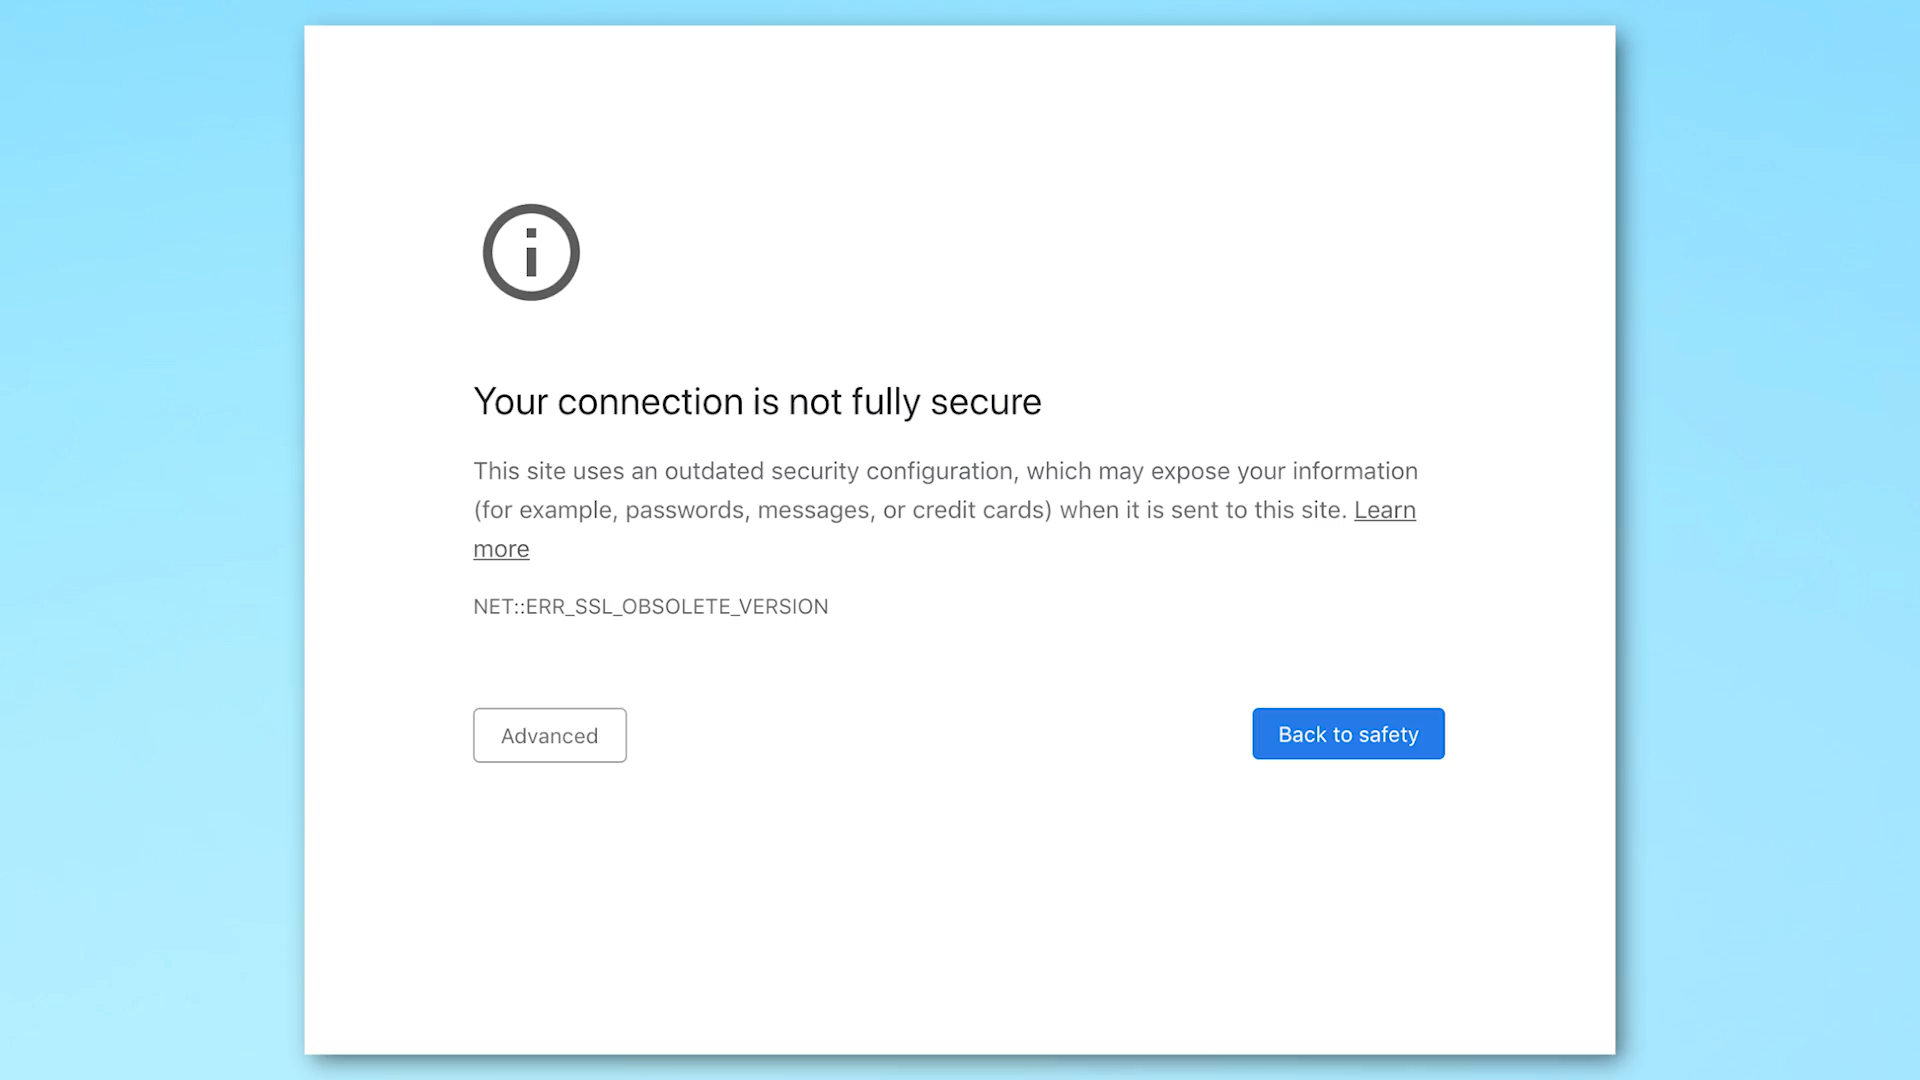 Your connection is not fully secure
This site uses an outdated security configuration, which may expose your information
(for example, passwords, messages, or credit cards) when it is sent to this site. Learn
more
NET::ERR_SSL_OBSOLETE_VERSION
Advanced
Back to safety